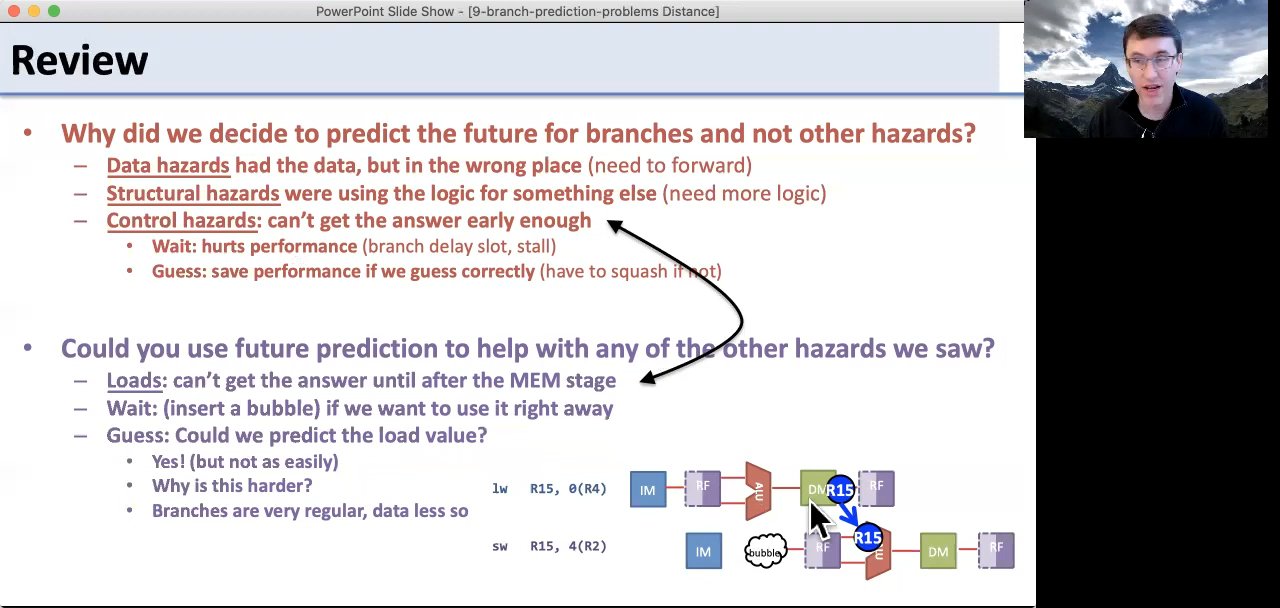 PowerPoint Slide Show - [9-branch-prediction-problems Distance]
Review
• Why did we decide to predict the future for branches and not other hazards?
– Data hazards had the data, but in the wrong place (need to forward)
– Structural hazards were using the logic for something else (need more logic)
– Control hazards: can't get the answer early enough
• Wait: hurts performance (branch delay slot, stall)
• Guess: save performance if we guess correctly (have to squash if not)
• Could you use future prediction to help with any of the other hazards we saw?
– Loads: can't get the answer until after the MEM stage
– Wait: (insert a bubble) if we want to use it right away
– Guess: Could we predict the load value?
• Yes! (but not as easily)
• Why is this harder?
• Branches are very regular, data less so
lw R15, 0(R4)
IM RF ALU DM R15 RF
sw R15, 4(R2)
IM bubble RF R15 DM RF